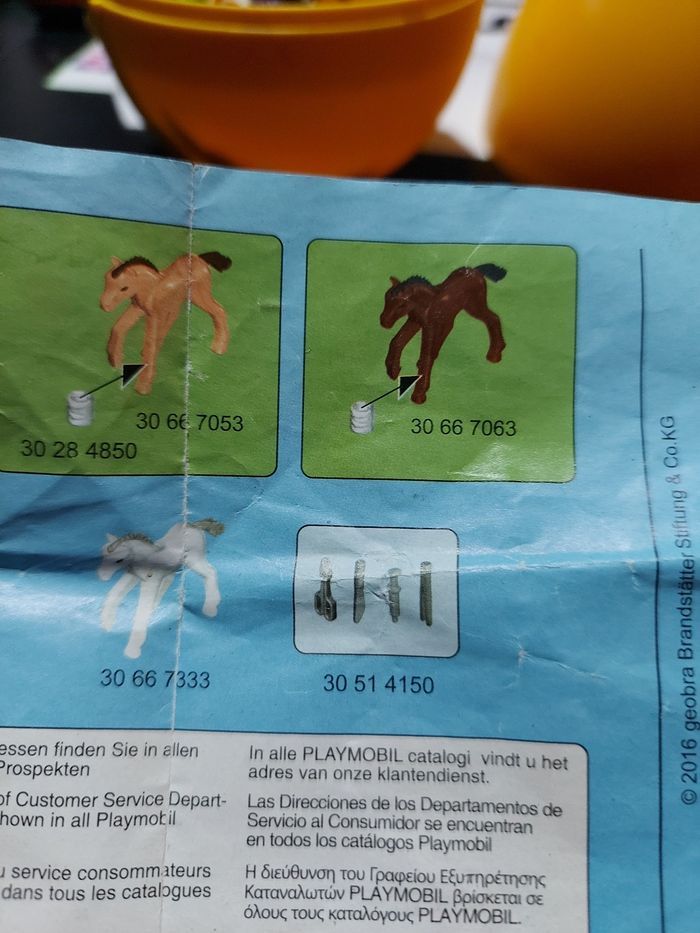 30 66 7053
30 28 4850
30 66 7063
30 66 7333
30 51 4150
essen finden Sie in allen
Prospekten
of Customer Service Depart-
hown in all Playmobil
u service consommateurs
dans tous les catalogues
In alle PLAYMOBIL catalogi vindt u het
adres van onze klantendienst.
Las Direcciones de los Departamentos de
Servicio al Consumidor se encuentran
en todos los catálogos Playmobil
Η διεύθυνση του Γραφείου Εξυπηρέτησης
Καταναλωτών PLAYMOBIL βρίσκεται σε
όλους τους καταλόγους PLAYMOBIL.
© 2016 geobra Brandstätter Stiftung & Co.KG